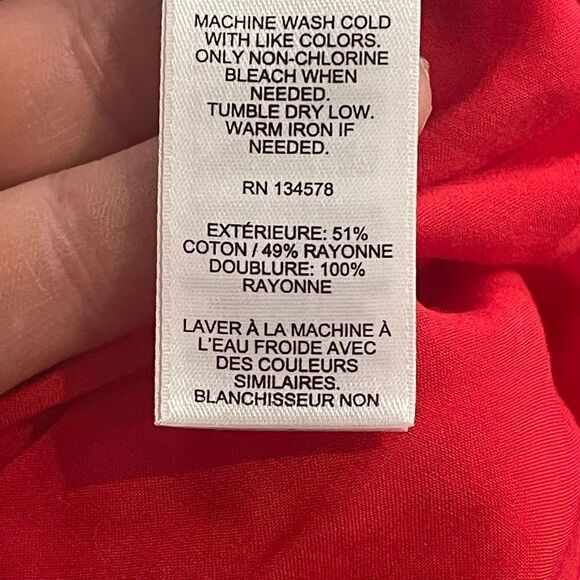 MACHINE WASH COLD
WITH LIKE COLORS.
ONLY NON-CHLORINE
BLEACH WHEN
NEEDED.
TUMBLE DRY LOW.
WARM IRON IF
NEEDED.
RN 134578
EXTÉRIEURE: 51%
COTON / 49% RAYONNE
DOUBLURE: 100%
RAYONNE
LAVER À LA MACHINE À
L'EAU FROIDE AVEC
DES COULEURS
SIMILAIRES.
BLANCHISSEUR NON